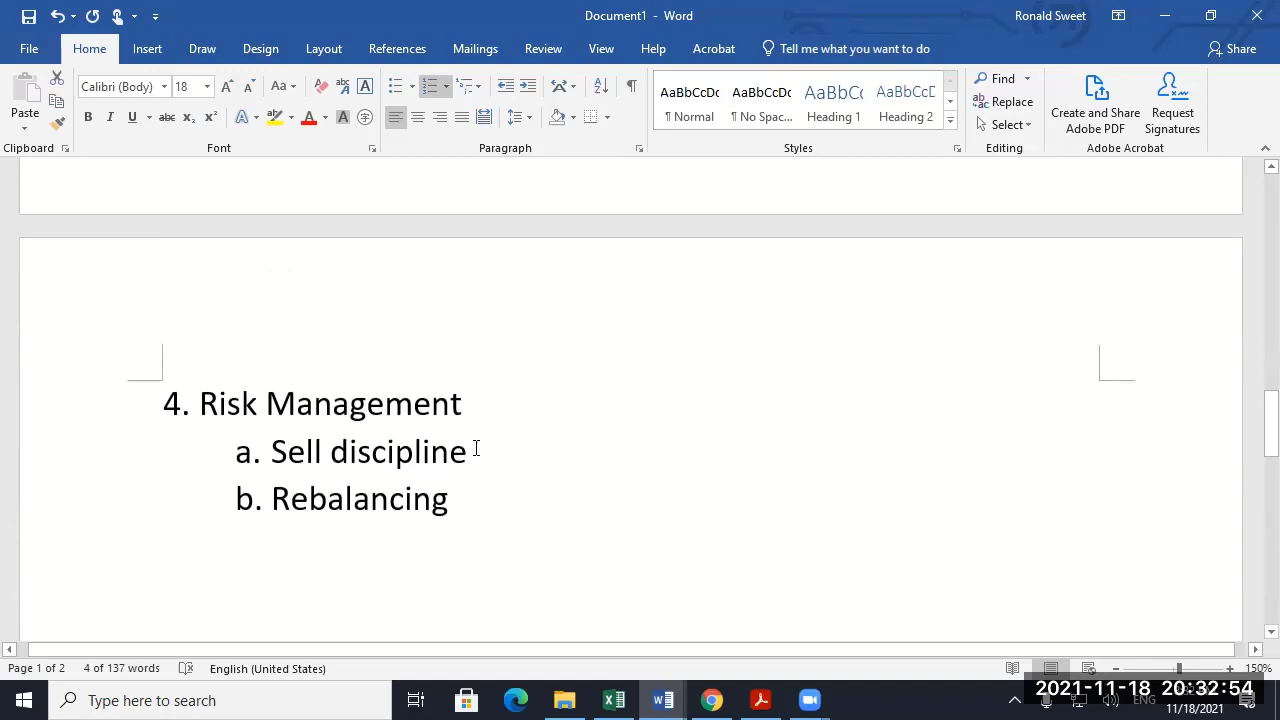 Document1 - Word
Ronald Sweet
File Home Insert Draw Design Layout References Mailings Review View Help Acrobat Tell me what you want to do Share
Paste
Calibri (Body) 18
Aa
AaBbCcDc AaBbCcDc AaBbCc AaBbCcE
¶ Normal ¶ No Spac... Heading 1 Heading 2
Find
Replace
Select
Create and Share Adobe PDF
Request Signatures
Clipboard Font Paragraph Styles Editing Adobe Acrobat
4. Risk Management
a. Sell discipline
b. Rebalancing
Page 1 of 2 4 of 137 words English (United States) 150%
Type here to search
ENG
2021-11-18 20:32:54
11/18/2021